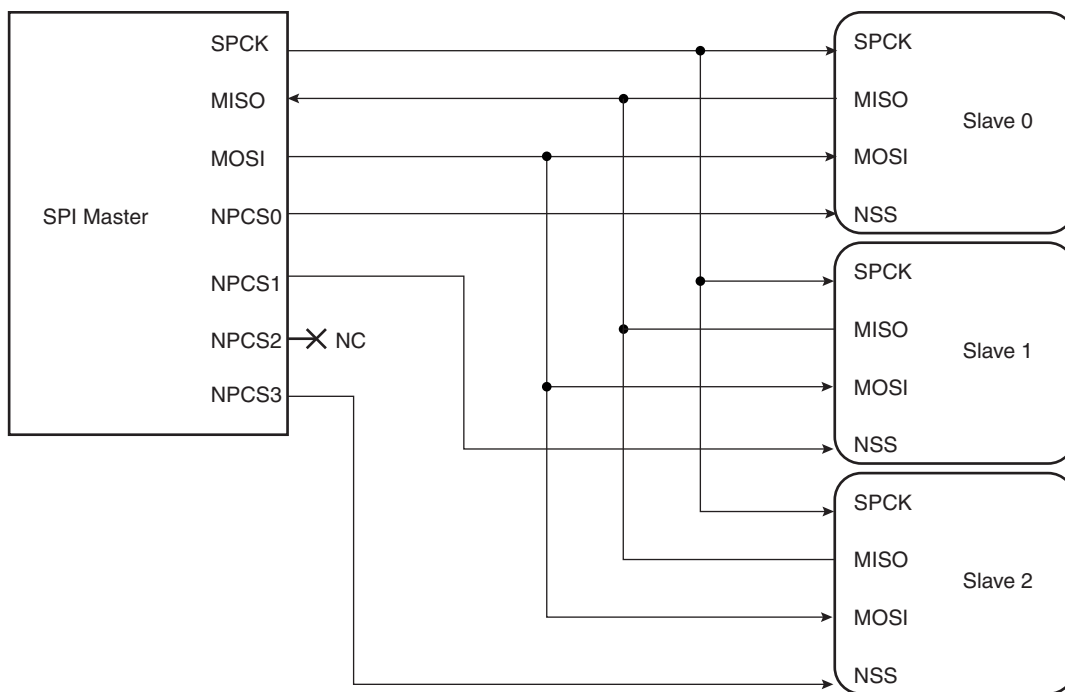 SPI Master
SPCK
MISO
MOSI
NPCS0
NPCS1
NPCS2
NC
NPCS3
SPCK
MISO
Slave 0
MOSI
NSS
SPCK
MISO
Slave 1
MOSI
NSS
SPCK
MISO
Slave 2
MOSI
NSS